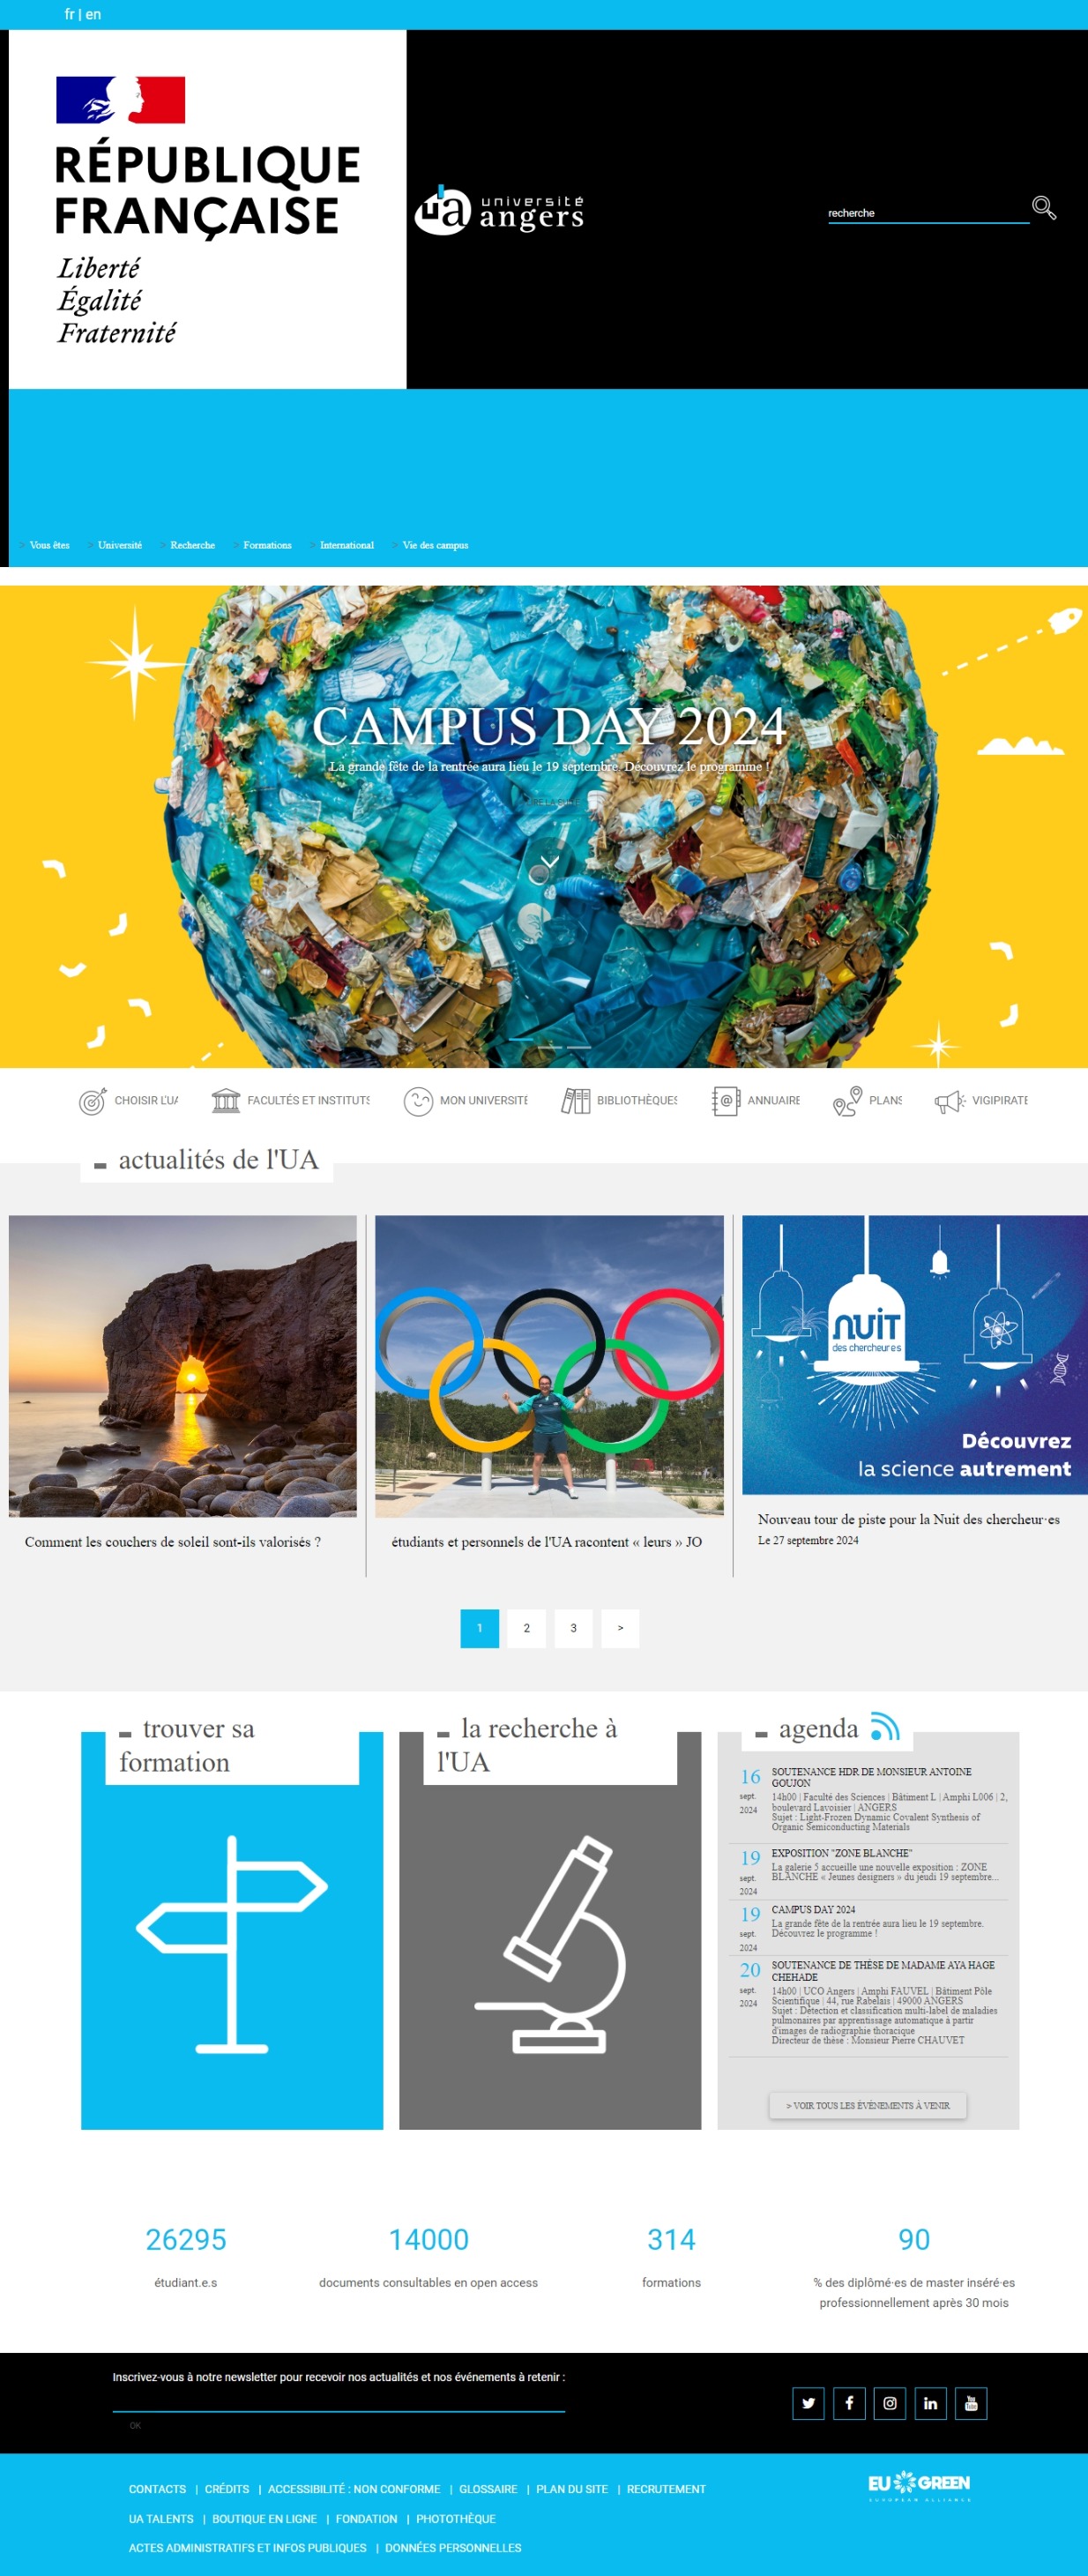 fr | en
RÉPUBLIQUE
FRANÇAISE
Liberté
Égalité
Fraternité
ua université
angers
recherche
> Vous êtes > Université > Recherche > Formations > International > Vie des campus
CAMPUS DAY 2024
La grande fête de la rentrée aura lieu le 19 septembre. Découvrez le programme !
LIRE LA SUITE
CHOISIR L'UA FACULTÉS ET INSTITUTS MON UNIVERSITÉ BIBLIOTHÈQUES ANNUAIRE PLANS VIGIPIRATE
actualités de l'UA
nuit
des chercheur·es
Découvrez
la science autrement
Comment les couchers de soleil sont-ils valorisés ?
étudiants et personnels de l'UA racontent « leurs » JO
Nouveau tour de piste pour la Nuit des chercheur·es
Le 27 septembre 2024
1 2 3 >
trouver sa
formation
la recherche à
l'UA
agenda
16 sept. 2024
SOUTENANCE HDR DE MONSIEUR ANTOINE
GOUJON
14h00 | Faculté des Sciences | Bâtiment L | Amphi L006 | 2,
boulevard Lavoisier | ANGERS
Sujet : Light-Frozen Dynamic Covalent Synthesis of
Organic Semiconducting Materials
19 sept. 2024
EXPOSITION "ZONE BLANCHE"
La galerie 5 accueille une nouvelle exposition : ZONE
BLANCHE « Jeunes designers » du jeudi 19 septembre...
19 sept. 2024
CAMPUS DAY 2024
La grande fête de la rentrée aura lieu le 19 septembre.
Découvrez le programme !
20 sept. 2024
SOUTENANCE DE THÈSE DE MADAME AYA HAGE
CHEHADE
14h00 | UCO Angers | Amphi FAUVEL | Bâtiment Pôle
Scientifique | 44, rue Rabelais | 49000 ANGERS
Sujet : Détection et classification multi-label de maladies
pulmonaires par apprentissage automatique à partir
d'images de radiographie thoracique
Directeur de thèse : Monsieur Pierre CHAUVET
> VOIR TOUS LES ÉVÉNEMENTS À VENIR
26295
étudiant.e.s
14000
documents consultables en open access
314
formations
90
% des diplômé·es de master inséré·es
professionnellement après 30 mois
Inscrivez-vous à notre newsletter pour recevoir nos actualités et nos événements à retenir :
OK
CONTACTS | CRÉDITS | ACCESSIBILITÉ : NON CONFORME | GLOSSAIRE | PLAN DU SITE | RECRUTEMENT
UA TALENTS | BOUTIQUE EN LIGNE | FONDATION | PHOTOTHÈQUE
ACTES ADMINISTRATIFS ET INFOS PUBLIQUES | DONNÉES PERSONNELLES
EU GREEN
EUROPEAN ALLIANCE